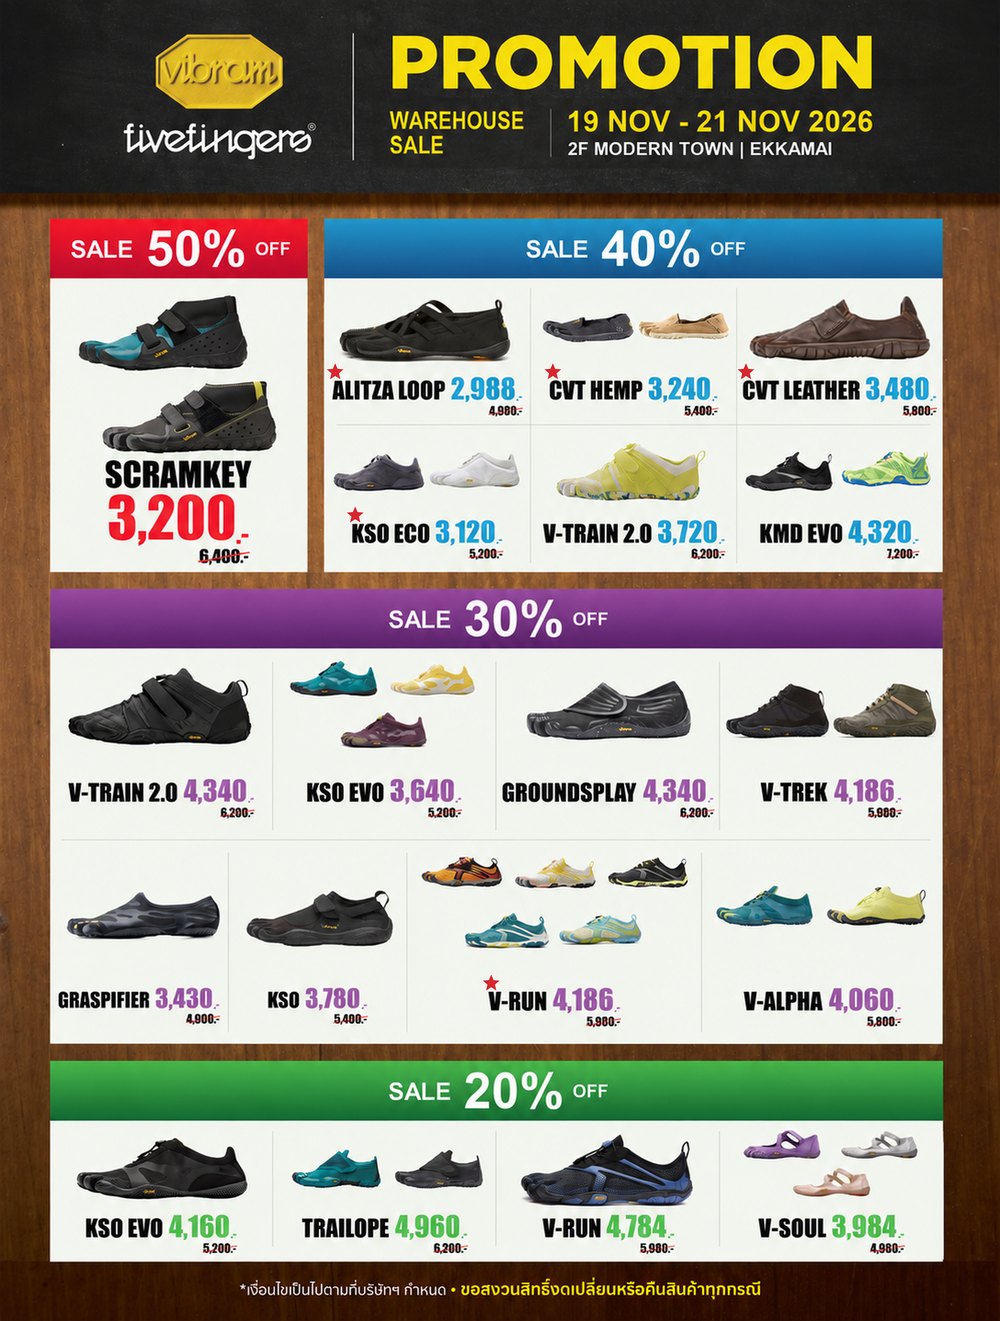 vibram
fivefingers®
PROMOTION
WAREHOUSE
SALE
19 NOV - 21 NOV 2026
2F MODERN TOWN | EKKAMAI
SALE 50% OFF
SCRAMKEY
3,200.-
6,400.-
SALE 40% OFF
ALITZA LOOP 2,988.-
4,980.-
CVT HEMP 3,240.-
5,400.-
CVT LEATHER 3,480.-
5,800.-
KSO ECO 3,120.-
5,200.-
V-TRAIN 2.0 3,720.-
6,200.-
KMD EVO 4,320.-
7,200.-
SALE 30% OFF
V-TRAIN 2.0 4,340.-
6,200.-
KSO EVO 3,640.-
5,200.-
GROUNDSPLAY 4,340.-
6,200.-
V-TREK 4,186.-
5,980.-
GRASPIFIER 3,430.-
4,900.-
KSO 3,780.-
5,400.-
V-RUN 4,186.-
5,980.-
V-ALPHA 4,060.-
5,800.-
SALE 20% OFF
KSO EVO 4,160.-
5,200.-
TRAILOPE 4,960.-
6,200.-
V-RUN 4,784.-
5,980.-
V-SOUL 3,984.-
4,980.-
*เงื่อนไขเป็นไปตามที่บริษัทฯ กำหนด • ขอสงวนสิทธิ์งดเปลี่ยนหรือคืนสินค้าทุกกรณี